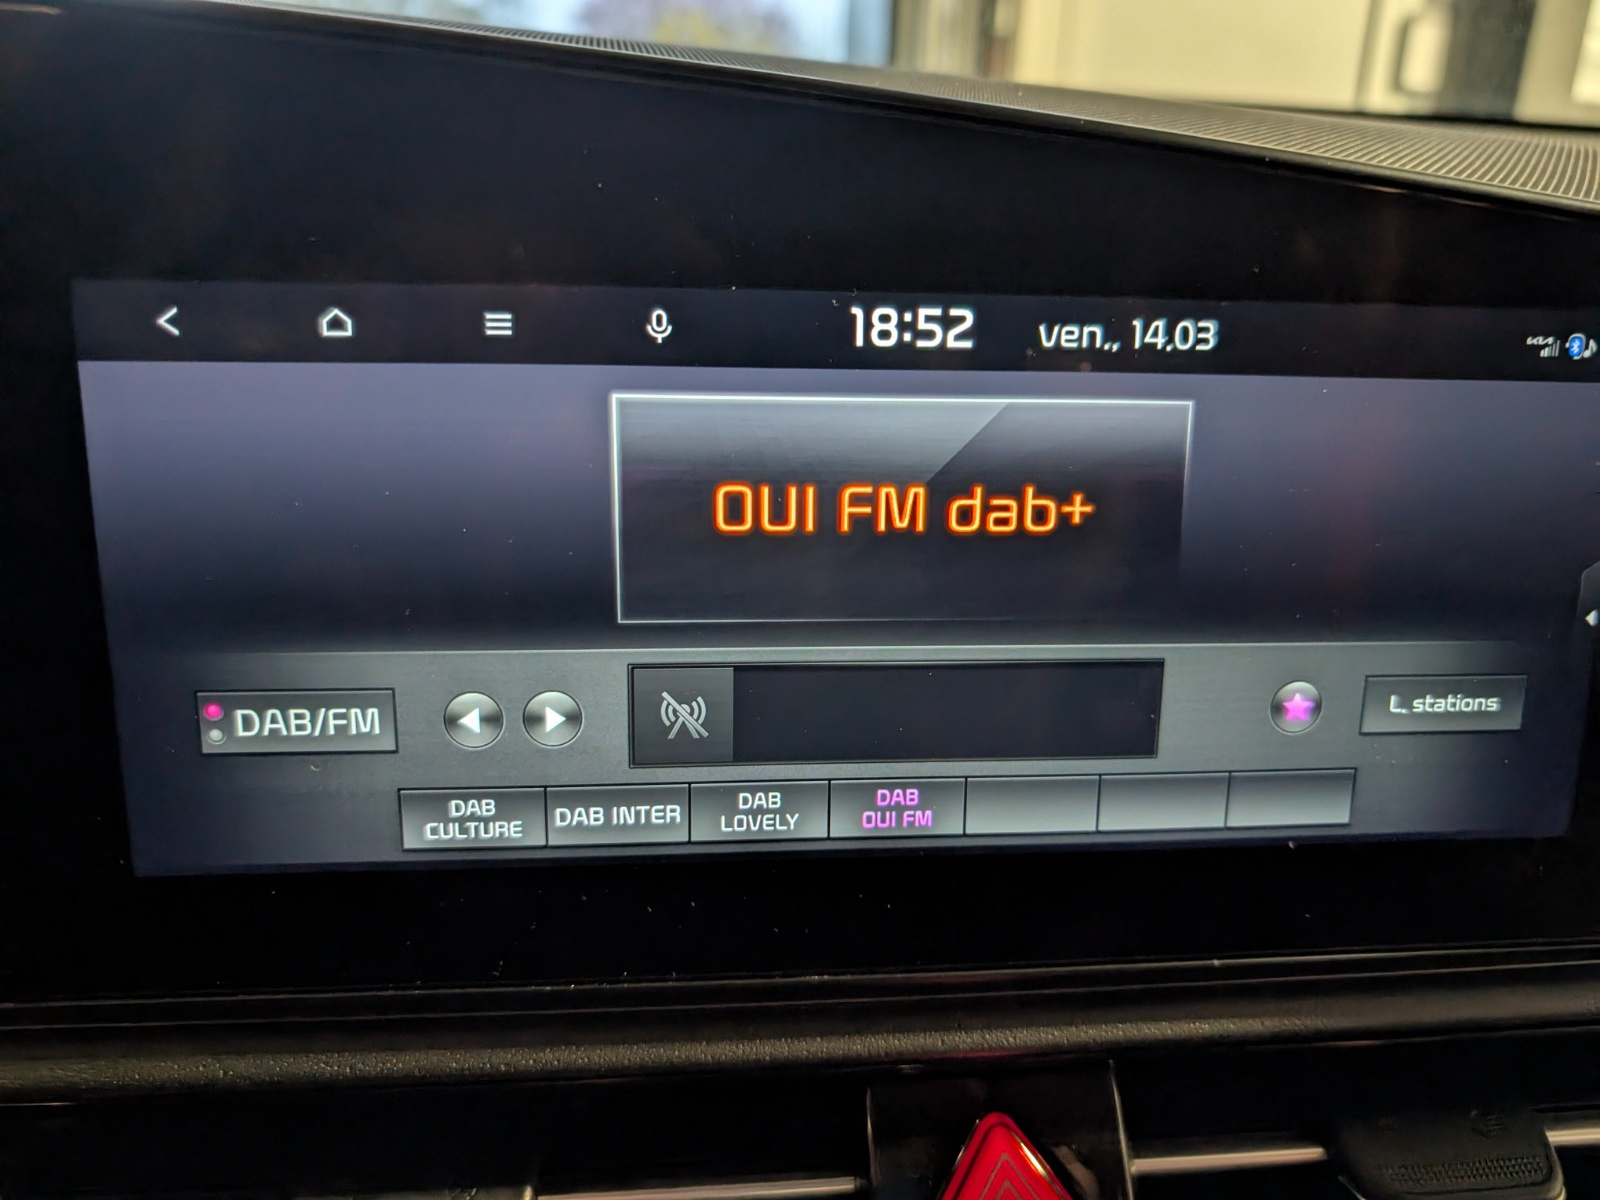 18:52 ven., 14.03
KIA
OUI FM dab+
DAB/FM
L. stations
DAB
CULTURE
DAB INTER
DAB
LOVELY
DAB
OUI FM